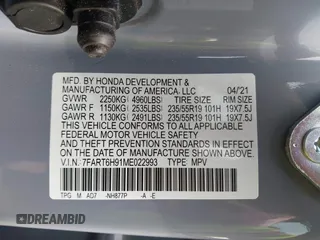 MFD. BY HONDA DEVELOPMENT &
MANUFACTURING OF AMERICA, LLC 04/21
GVWR 2250KG( 4960LBS) TIRE SIZE RIM SIZE
GAWR F 1150KG( 2535LBS) 235/55R19 101H 19X7.5J
GAWR R 1130KG( 2491LBS) 235/55R19 101H 19X7.5J
THIS VEHICLE CONFORMS TO ALL APPLICABLE
FEDERAL MOTOR VEHICLE SAFETY AND
THEFT PREVENTION STANDARDS IN EFFECT ON
THE DATE OF MANUFACTURE SHOWN ABOVE.
V.I.N. 7FART6H91ME022993 TYPE: MPV
TPG M AD7 -NH877P -A -E
DREAMBID